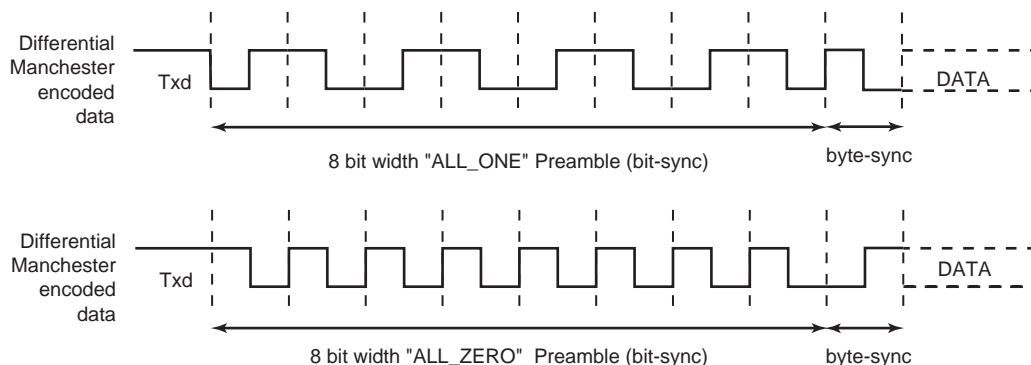 Differential
Manchester
encoded
data
Txd
DATA
8 bit width "ALL_ONE" Preamble (bit-sync)
byte-sync
Differential
Manchester
encoded
data
Txd
DATA
8 bit width "ALL_ZERO" Preamble (bit-sync)
byte-sync